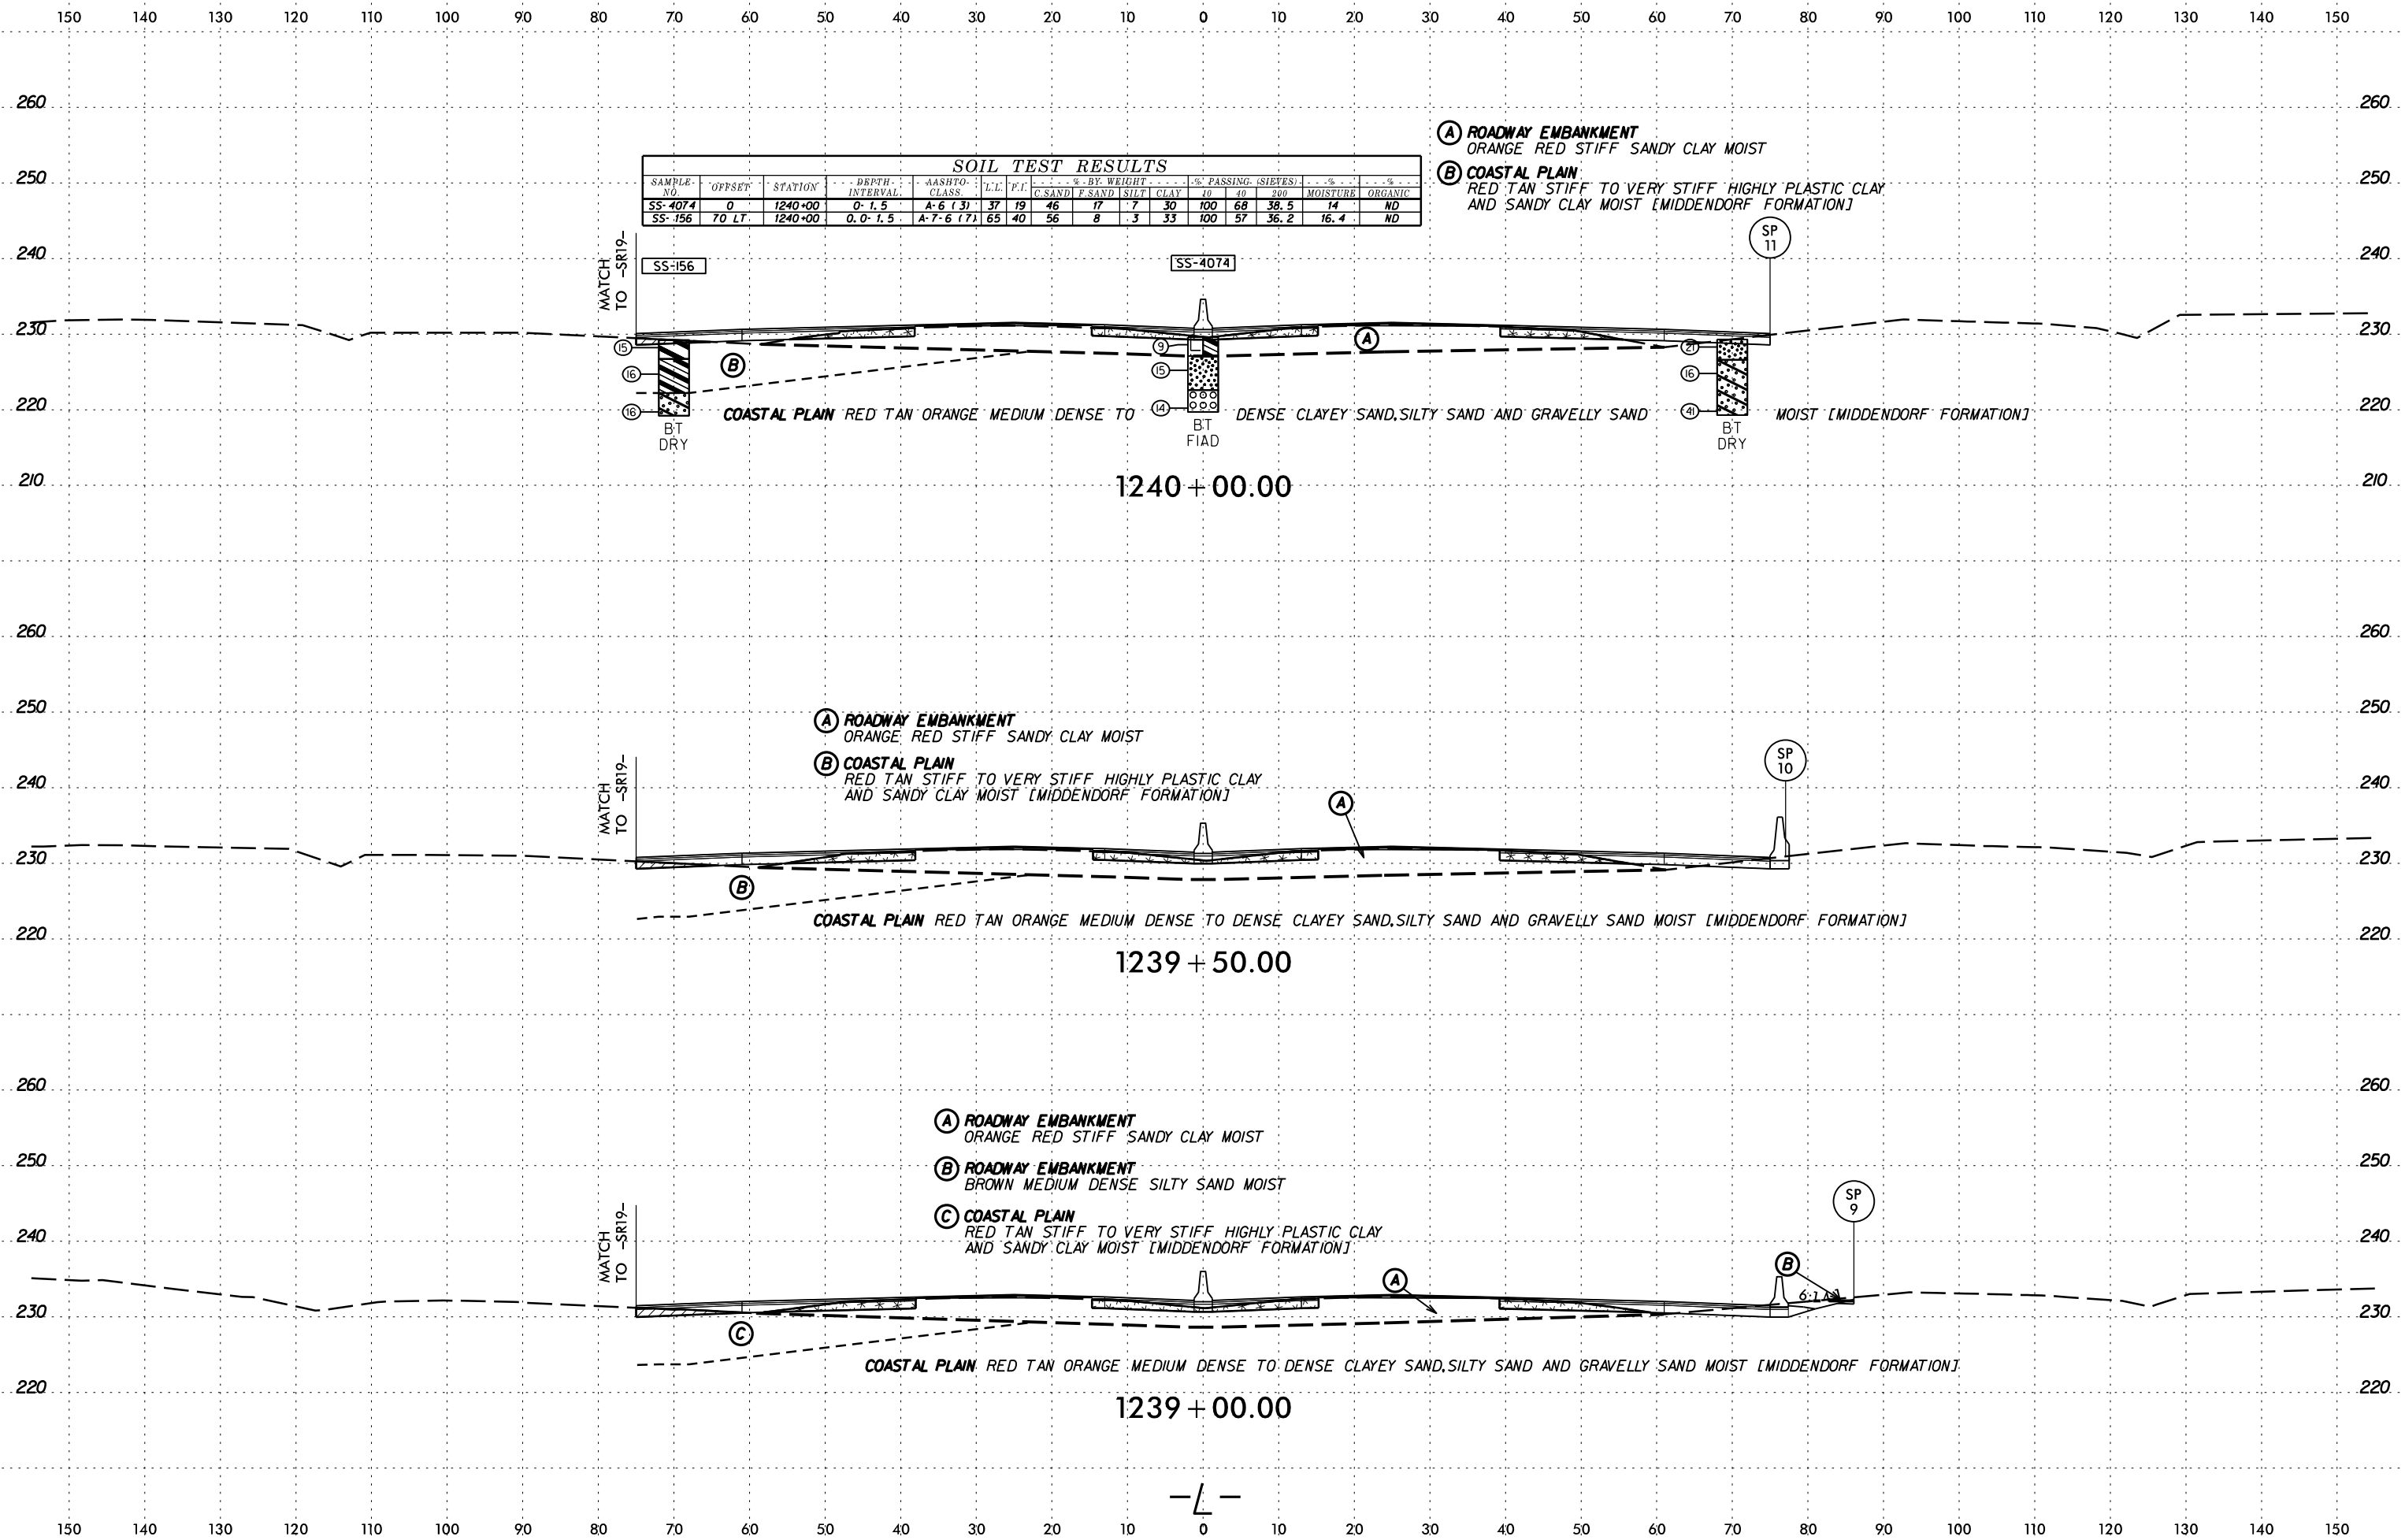 150 140 130 120 110 100 90 80 70 60 50 40 30 20 10 0 10 20 30 40 50 60 70 80 90 100 110 120 130 140 150
260 260
A ROADWAY EMBANKMENT
ORANGE RED STIFF SANDY CLAY MOIST
B COASTAL PLAIN
RED TAN STIFF TO VERY STIFF HIGHLY PLASTIC CLAY
AND SANDY CLAY MOIST [MIDDENDORF FORMATION]
250 250
SOIL TEST RESULTS
SAMPLE NO. OFFSET STATION DEPTH INTERVAL AASHTO CLASS. L.L. P.I. % BY WEIGHT % PASSING (SIEVES) % %
C.SAND F.SAND SILT CLAY 10 40 200 MOISTURE ORGANIC
SS-4074 0 1240+00 0-1.5 A-6 (3) 37 19 46 17 7 30 100 68 38.5 14 ND
SS-156 70 LT 1240+00 0.0-1.5 A-7-6 (7) 65 40 56 8 3 33 100 57 36.2 16.4 ND
SP
11
240 240
MATCH
TO -SR19-
SS-156
SS-4074
230 230
15
9
A
21
B
16
15
16
16
14
41
220 220
COASTAL PLAIN RED TAN ORANGE MEDIUM DENSE TO DENSE CLAYEY SAND, SILTY SAND AND GRAVELLY SAND MOIST [MIDDENDORF FORMATION]
BT
DRY
BT
FIAD
BT
DRY
210 210
1240+00.00
260 260
250 250
A ROADWAY EMBANKMENT
ORANGE RED STIFF SANDY CLAY MOIST
B COASTAL PLAIN
RED TAN STIFF TO VERY STIFF HIGHLY PLASTIC CLAY
AND SANDY CLAY MOIST [MIDDENDORF FORMATION]
SP
10
240 240
MATCH
TO -SR19-
A
230 230
B
COASTAL PLAIN RED TAN ORANGE MEDIUM DENSE TO DENSE CLAYEY SAND, SILTY SAND AND GRAVELLY SAND MOIST [MIDDENDORF FORMATION]
220 220
1239+50.00
260 260
A ROADWAY EMBANKMENT
ORANGE RED STIFF SANDY CLAY MOIST
250 250
B ROADWAY EMBANKMENT
BROWN MEDIUM DENSE SILTY SAND MOIST
C COASTAL PLAIN
RED TAN STIFF TO VERY STIFF HIGHLY PLASTIC CLAY
AND SANDY CLAY MOIST [MIDDENDORF FORMATION]
SP
9
240 240
MATCH
TO -SR19-
B
A
6:1
230 230
C
COASTAL PLAIN RED TAN ORANGE MEDIUM DENSE TO DENSE CLAYEY SAND, SILTY SAND AND GRAVELLY SAND MOIST [MIDDENDORF FORMATION]
220 220
1239+00.00
-L-
150 140 130 120 110 100 90 80 70 60 50 40 30 20 10 0 10 20 30 40 50 60 70 80 90 100 110 120 130 140 150